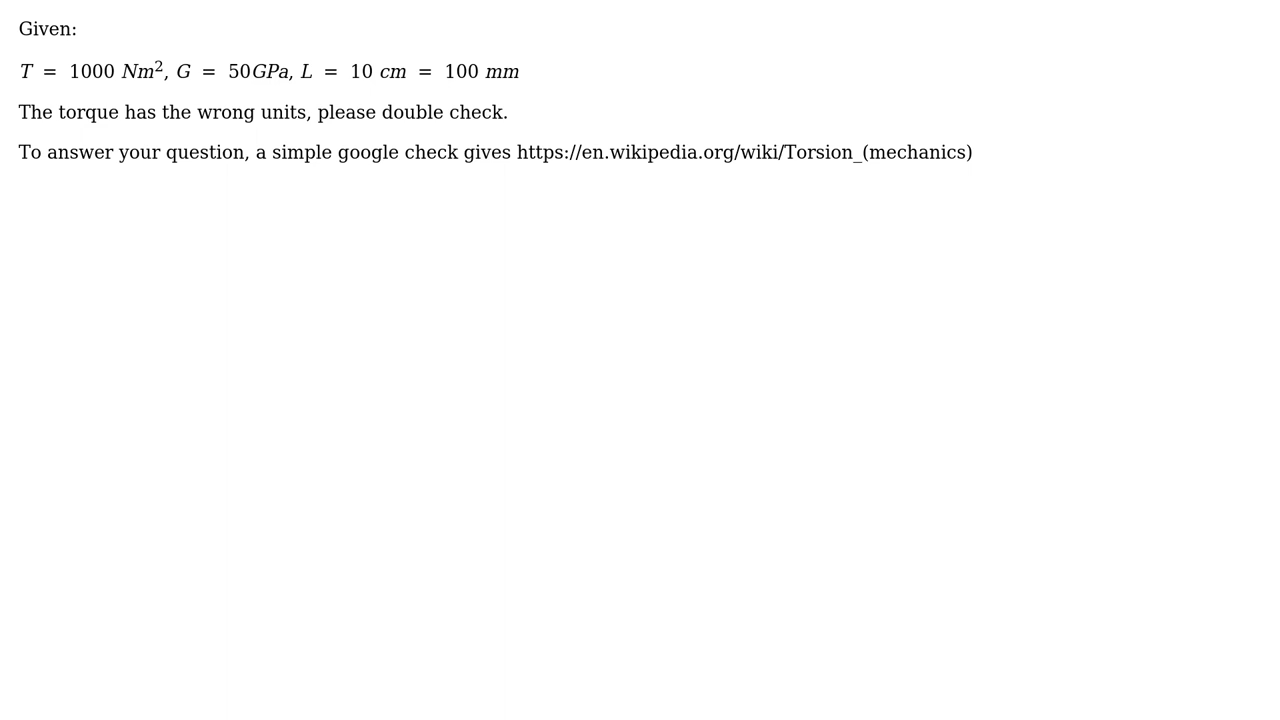 Given:
T = 1000 Nm², G = 50GPa, L = 10 cm = 100 mm
The torque has the wrong units, please double check.
To answer your question, a simple google check gives https://en.wikipedia.org/wiki/Torsion_(mechanics)